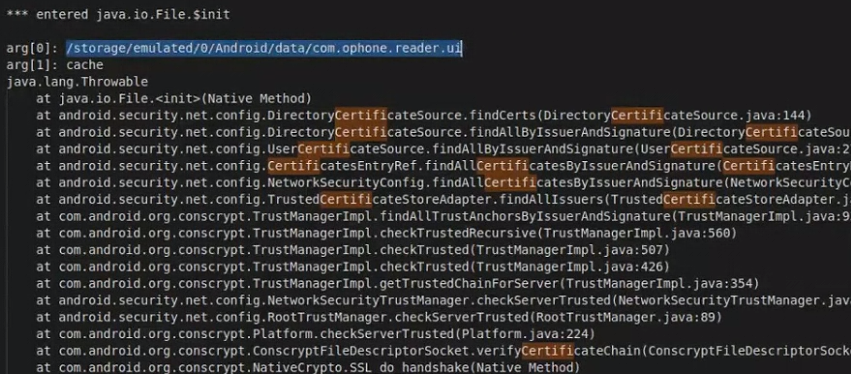 *** entered java.io.File.$init
arg[0]: /storage/emulated/0/Android/data/com.ophone.reader.ui
arg[1]: cache
java.lang.Throwable
at java.io.File.<init>(Native Method)
at android.security.net.config.DirectoryCertificateSource.findCerts(DirectoryCertificateSource.java:144)
at android.security.net.config.DirectoryCertificateSource.findAllByIssuerAndSignature(DirectoryCertificateSou
at android.security.net.config.UserCertificateSource.findAllByIssuerAndSignature(UserCertificateSource.java:2
at android.security.net.config.CertificatesEntryRef.findAllCertificatesByIssuerAndSignature(CertificatesEntry
at android.security.net.config.NetworkSecurityConfig.findAllCertificatesByIssuerAndSignature(NetworkSecurityCo
at android.security.net.config.TrustedCertificateStoreAdapter.findAllIssuers(TrustedCertificateStoreAdapter.j
at com.android.org.conscrypt.TrustManagerImpl.findAllTrustAnchorsByIssuerAndSignature(TrustManagerImpl.java:9
at com.android.org.conscrypt.TrustManagerImpl.checkTrustedRecursive(TrustManagerImpl.java:560)
at com.android.org.conscrypt.TrustManagerImpl.checkTrusted(TrustManagerImpl.java:507)
at com.android.org.conscrypt.TrustManagerImpl.checkTrusted(TrustManagerImpl.java:426)
at com.android.org.conscrypt.TrustManagerImpl.getTrustedChainForServer(TrustManagerImpl.java:354)
at android.security.net.config.NetworkSecurityTrustManager.checkServerTrusted(NetworkSecurityTrustManager.jav
at android.security.net.config.RootTrustManager.checkServerTrusted(RootTrustManager.java:89)
at com.android.org.conscrypt.Platform.checkServerTrusted(Platform.java:224)
at com.android.org.conscrypt.ConscryptFileDescriptorSocket.verifyCertificateChain(ConscryptFileDescriptorSocke
at com.android.org.conscrypt.NativeCrypto.SSL_do_handshake(Native Method)